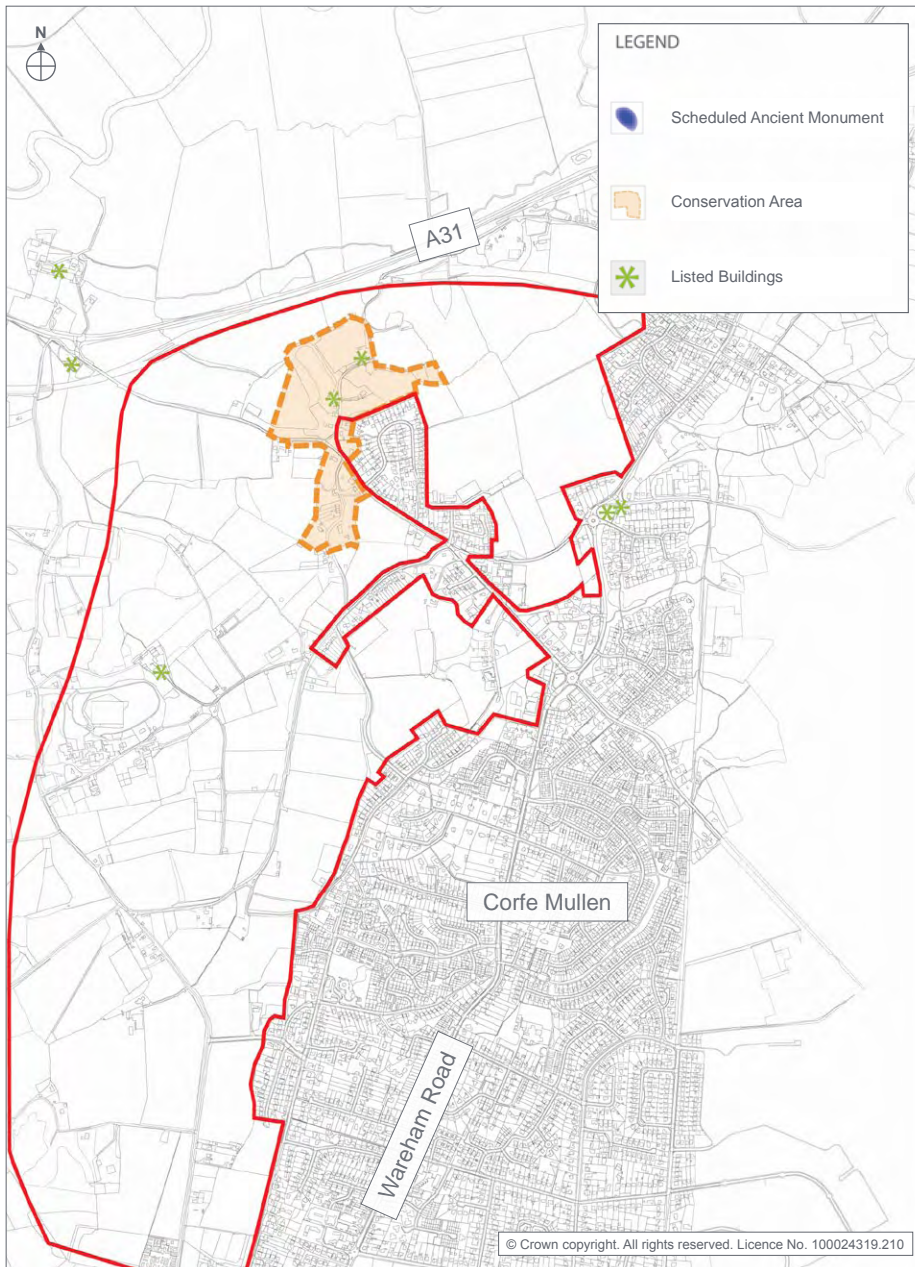 N
LEGEND
Scheduled Ancient Monument
Conservation Area
Listed Buildings
A31
Corfe Mullen
Wareham Road
© Crown copyright. All rights reserved. Licence No. 100024319.210